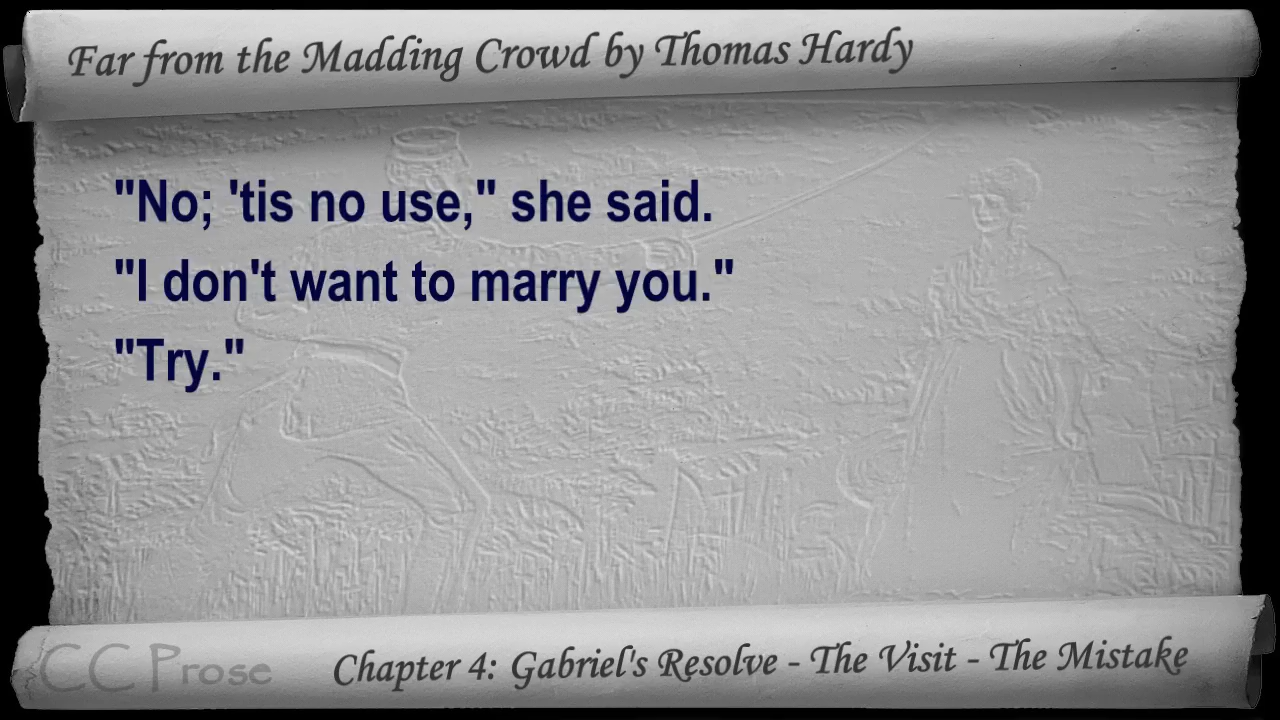 Far from the Madding Crowd by Thomas Hardy
"No; 'tis no use," she said.
"I don't want to marry you."
"Try."
CC Prose
Chapter 4: Gabriel's Resolve - The Visit - The Mistake